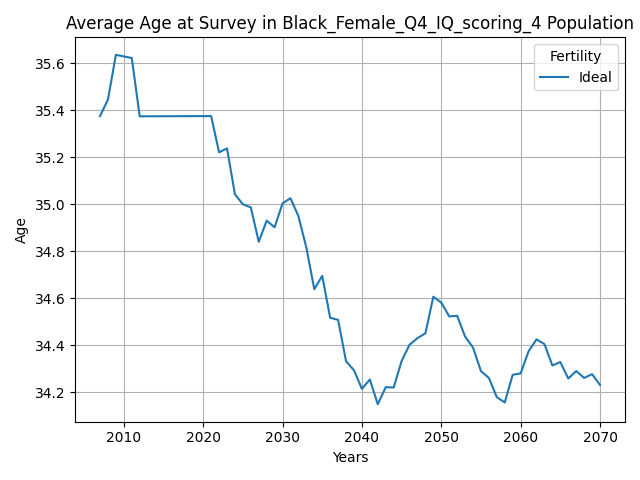 Average Age at Survey in Black_Female_Q4_IQ_scoring_4 Population
Fertility
Ideal
35.6
35.4
35.2
35.0
34.8
34.6
34.4
34.2
Age
2010 2020 2030 2040 2050 2060 2070
Years